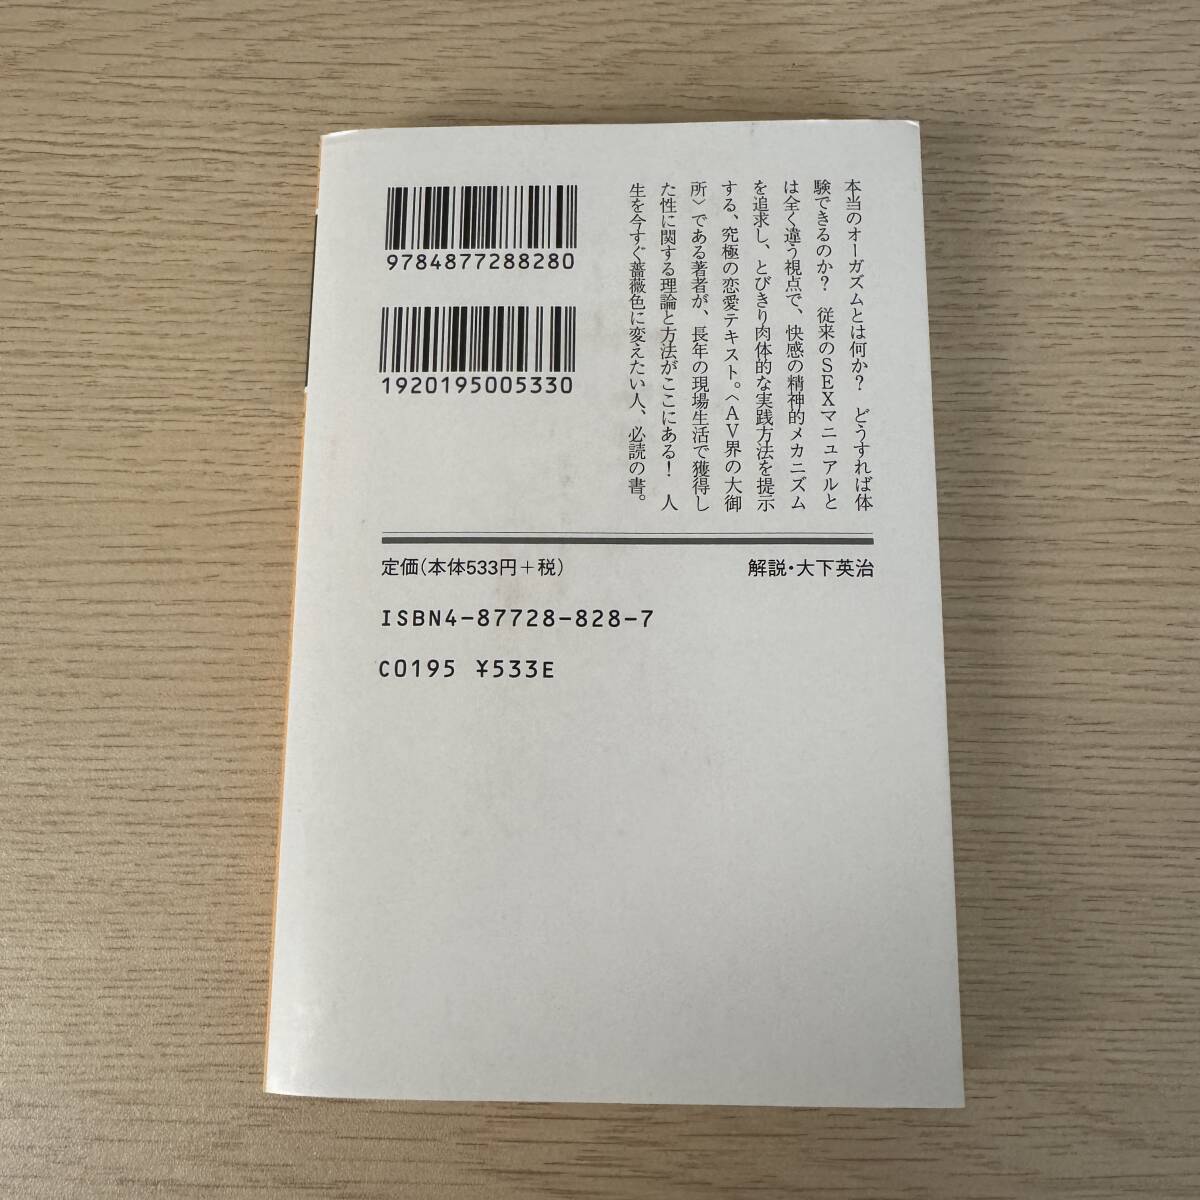 本当のオーガズムとは何か？　どうすれば体
験できるのか？　従来のSEXマニュアルと
は全く違う視点で、快感の精神的メカニズム
を追求し、とびきり肉体的な実践方法を提示
する、究極の恋愛テキスト。〈AV界の大御
所〉である著者が、長年の現場生活で獲得し
た性に関する理論と方法がここにある！　人
生を今すぐ薔薇色に変えたい人、必読の書。
9784877288280
1920195005330
定価（本体533円＋税）
解説・大下英治
ISBN4-87728-828-7
C0195 ¥533E